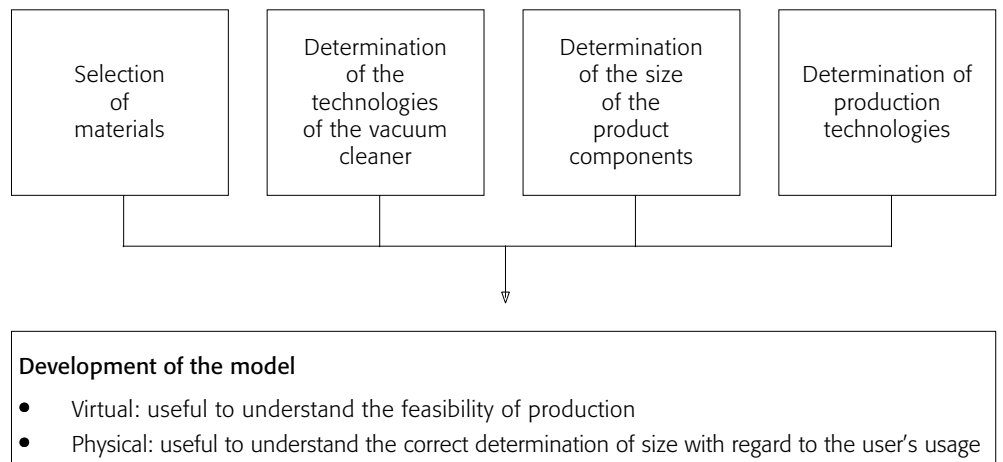 Selection
of
materials
Determination
of the
technologies
of the vacuum
cleaner
Determination
of the size
of the
product
components
Determination of
production
technologies
Development of the model
● Virtual: useful to understand the feasibility of production
● Physical: useful to understand the correct determination of size with regard to the user's usage